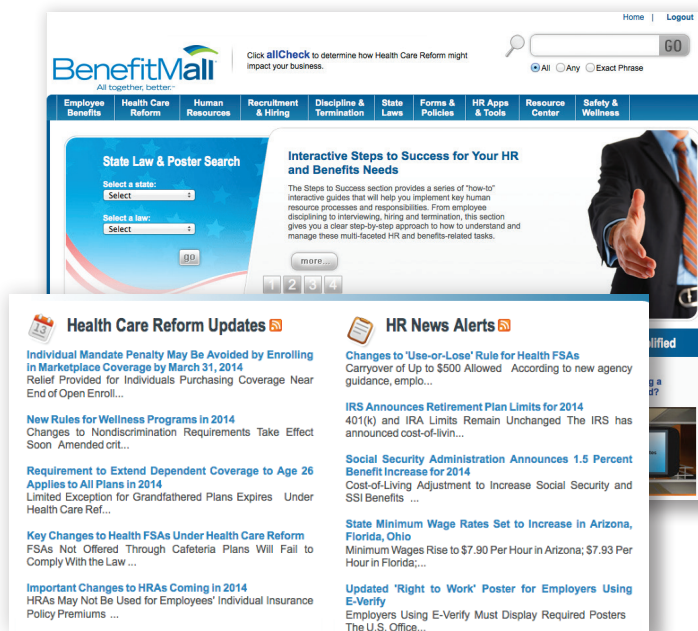 Home | Logout
BenefitMall
All together, better.
Click allCheck to determine how Health Care Reform might
impact your business.
GO
All Any Exact Phrase
Employee Benefits Health Care Reform Human Resources Recruitment & Hiring Discipline & Termination State Laws Forms & Policies HR Apps & Tools Resource Center Safety & Wellness
State Law & Poster Search
Select a state:
Select
Select a law:
Select
go
Interactive Steps to Success for Your HR
and Benefits Needs
The Steps to Success section provides a series of "how-to"
interactive guides that will help you implement key human
resource processes and responsibilities. From employee
disciplining to interviewing, hiring and termination, this section
gives you a clear step-by-step approach to how to understand and
manage these multi-faceted HR and benefits-related tasks.
more...
1 2 3 4
13
Health Care Reform Updates
Individual Mandate Penalty May Be Avoided by Enrolling
in Marketplace Coverage by March 31, 2014
Relief Provided for Individuals Purchasing Coverage Near
End of Open Enroll...
New Rules for Wellness Programs in 2014
Changes to Nondiscrimination Requirements Take Effect
Soon Amended crit...
Requirement to Extend Dependent Coverage to Age 26
Applies to All Plans in 2014
Limited Exception for Grandfathered Plans Expires Under
Health Care Ref...
Key Changes to Health FSAs Under Health Care Reform
FSAs Not Offered Through Cafeteria Plans Will Fail to
Comply With the Law ...
Important Changes to HRAs Coming in 2014
HRAs May Not Be Used for Employees' Individual Insurance
Policy Premiums ...
HR News Alerts
Changes to 'Use-or-Lose' Rule for Health FSAs
Carryover of Up to $500 Allowed According to new agency
guidance, emplo...
IRS Announces Retirement Plan Limits for 2014
401(k) and IRA Limits Remain Unchanged The IRS has
announced cost-of-livin...
Social Security Administration Announces 1.5 Percent
Benefit Increase for 2014
Cost-of-Living Adjustment to Increase Social Security and
SSI Benefits ...
State Minimum Wage Rates Set to Increase in Arizona,
Florida, Ohio
Minimum Wages Rise to $7.90 Per Hour in Arizona; $7.93 Per
Hour in Florida;...
Updated 'Right to Work' Poster for Employers Using
E-Verify
Employers Using E-Verify Must Display Required Posters
The U.S. Office...